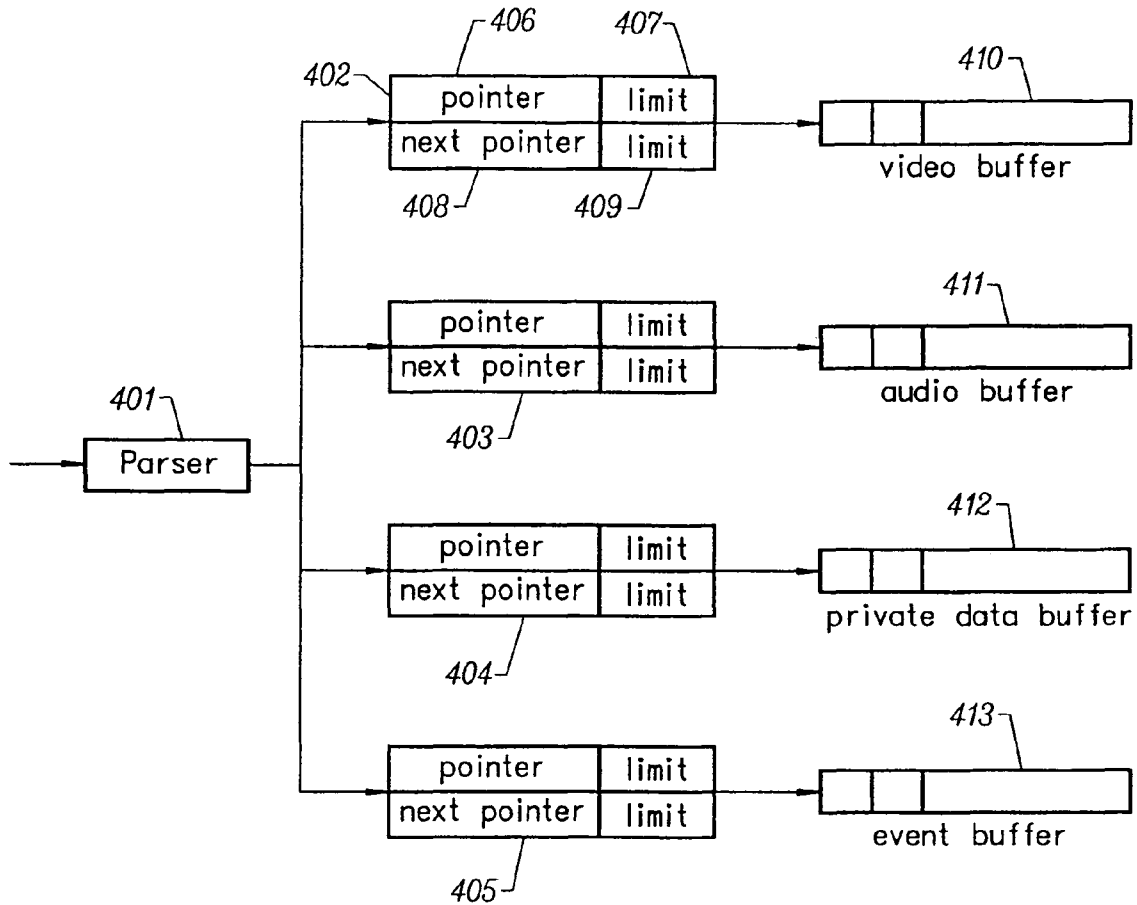 406
407
402
410
pointer limit
next pointer limit
video buffer
408
409
411
pointer limit
next pointer limit
audio buffer
401
403
Parser
412
pointer limit
next pointer limit
private data buffer
404
413
pointer limit
next pointer limit
event buffer
405